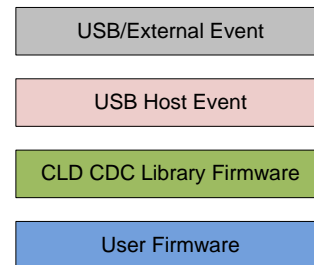 USB/External Event
USB Host Event
CLD CDC Library Firmware
User Firmware